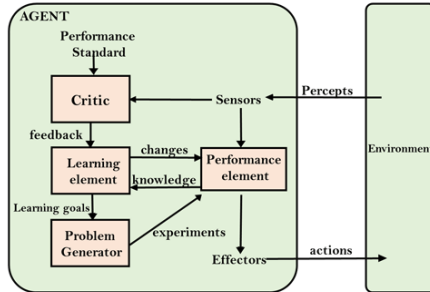 AGENT
Performance
Standard
Critic
Sensors
Percepts
feedback
changes
Learning
element
Performance
element
Environment
knowledge
Learning goals
Problem
Generator
experiments
Effectors
actions